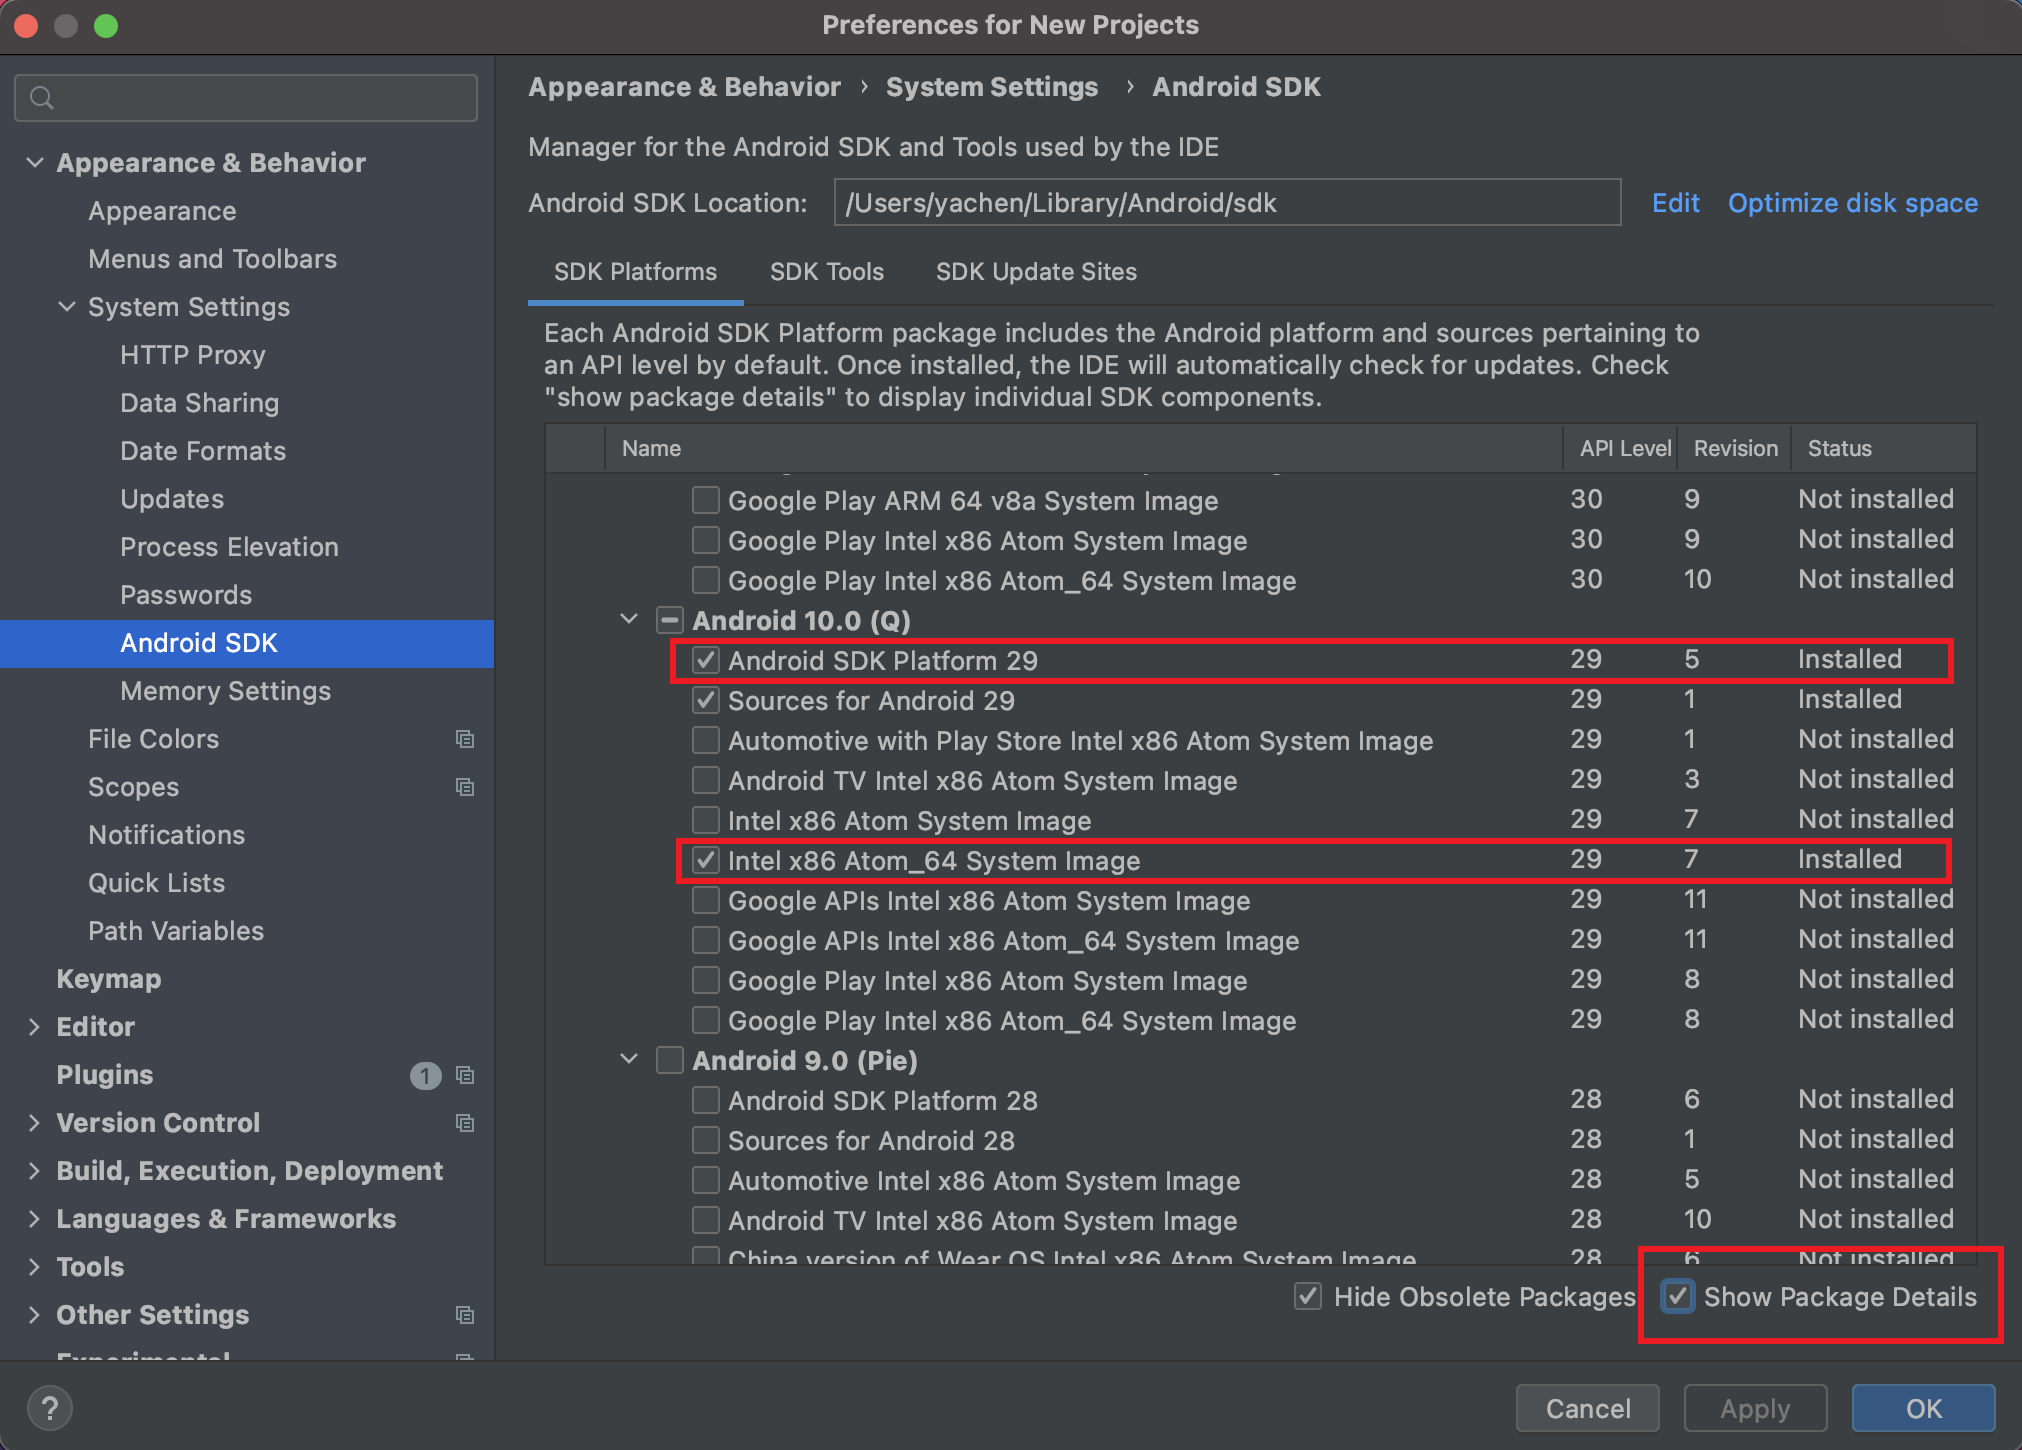 Preferences for New Projects
Appearance & Behavior
Appearance
Menus and Toolbars
System Settings
HTTP Proxy
Data Sharing
Date Formats
Updates
Process Elevation
Passwords
Android SDK
Memory Settings
File Colors
Scopes
Notifications
Quick Lists
Path Variables
Keymap
Editor
Plugins 1
Version Control
Build, Execution, Deployment
Languages & Frameworks
Tools
Other Settings
Experimental
Appearance & Behavior › System Settings › Android SDK
Manager for the Android SDK and Tools used by the IDE
Android SDK Location: /Users/yachen/Library/Android/sdk Edit Optimize disk space
SDK Platforms SDK Tools SDK Update Sites
Each Android SDK Platform package includes the Android platform and sources pertaining to
an API level by default. Once installed, the IDE will automatically check for updates. Check
"show package details" to display individual SDK components.
Name API Level Revision Status
Google Play ARM 64 v8a System Image 30 9 Not installed
Google Play Intel x86 Atom System Image 30 9 Not installed
Google Play Intel x86 Atom_64 System Image 30 10 Not installed
Android 10.0 (Q)
Android SDK Platform 29 29 5 Installed
Sources for Android 29 29 1 Installed
Automotive with Play Store Intel x86 Atom System Image 29 1 Not installed
Android TV Intel x86 Atom System Image 29 3 Not installed
Intel x86 Atom System Image 29 7 Not installed
Intel x86 Atom_64 System Image 29 7 Installed
Google APIs Intel x86 Atom System Image 29 11 Not installed
Google APIs Intel x86 Atom_64 System Image 29 11 Not installed
Google Play Intel x86 Atom System Image 29 8 Not installed
Google Play Intel x86 Atom_64 System Image 29 8 Not installed
Android 9.0 (Pie)
Android SDK Platform 28 28 6 Not installed
Sources for Android 28 28 1 Not installed
Automotive Intel x86 Atom System Image 28 5 Not installed
Android TV Intel x86 Atom System Image 28 10 Not installed
China version of Wear OS Intel x86 Atom System Image 28 6 Not installed
Hide Obsolete Packages Show Package Details
? Cancel Apply OK